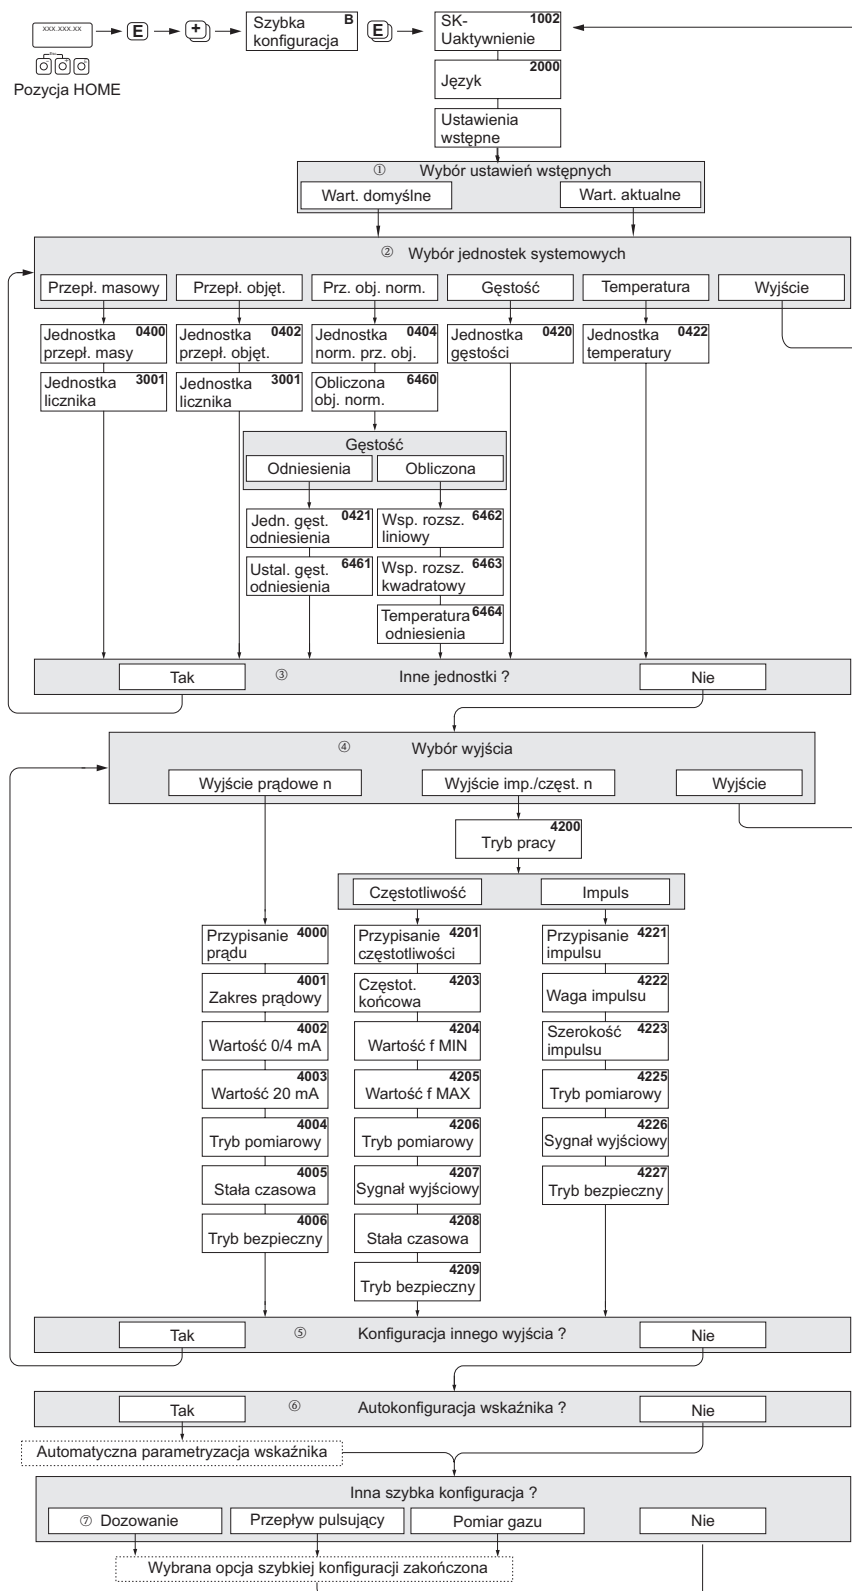 xxx.xxx.xx
Esc
- + E
Pozycja HOME
E
+
Szybka B
konfiguracja
E
SK- 1002
Uaktywnienie
2000
Język
Ustawienia
wstępne
① Wybór ustawień wstępnych
Wart. domyślne Wart. aktualne
② Wybór jednostek systemowych
Przepł. masowy Przepł. objęt. Prz. obj. norm. Gęstość Temperatura Wyjście
Jednostka 0400
przepł. masy
Jednostka 0402
przepł. objęt.
Jednostka 0404
norm. prz. obj.
Jednostka 0420
gęstości
Jednostka 0422
temperatury
Jednostka 3001
licznika
Jednostka 3001
licznika
Obliczona 6460
obj. norm.
Gęstość
Odniesienia Obliczona
Jedn. gęst. 0421
odniesienia
Wsp. rozsz. 6462
liniowy
Ustal. gęst. 6461
odniesienia
Wsp. rozsz. 6463
kwadratowy
Temperatura 6464
odniesienia
Tak ③ Inne jednostki ? Nie
④ Wybór wyjścia
Wyjście prądowe n Wyjście imp./częst. n Wyjście
4200
Tryb pracy
Częstotliwość Impuls
Przypisanie 4000
prądu
Przypisanie 4201
częstotliwości
Przypisanie 4221
impulsu
4001
Zakres prądowy
Częstot. 4203
końcowa
4222
Waga impulsu
4002
Wartość 0/4 mA
4204
Wartość f MIN
Szerokość 4223
impulsu
4003
Wartość 20 mA
4205
Wartość f MAX
4225
Tryb pomiarowy
4004
Tryb pomiarowy
4206
Tryb pomiarowy
4226
Sygnał wyjściowy
4005
Stała czasowa
4207
Sygnał wyjściowy
4227
Tryb bezpieczny
4006
Tryb bezpieczny
4208
Stała czasowa
4209
Tryb bezpieczny
Tak ⑤ Konfiguracja innego wyjścia ? Nie
Tak ⑥ Autokonfiguracja wskaźnika ? Nie
Automatyczna parametryzacja wskaźnika
Inna szybka konfiguracja ?
⑦ Dozowanie Przepływ pulsujący Pomiar gazu Nie
Wybrana opcja szybkiej konfiguracji zakończona